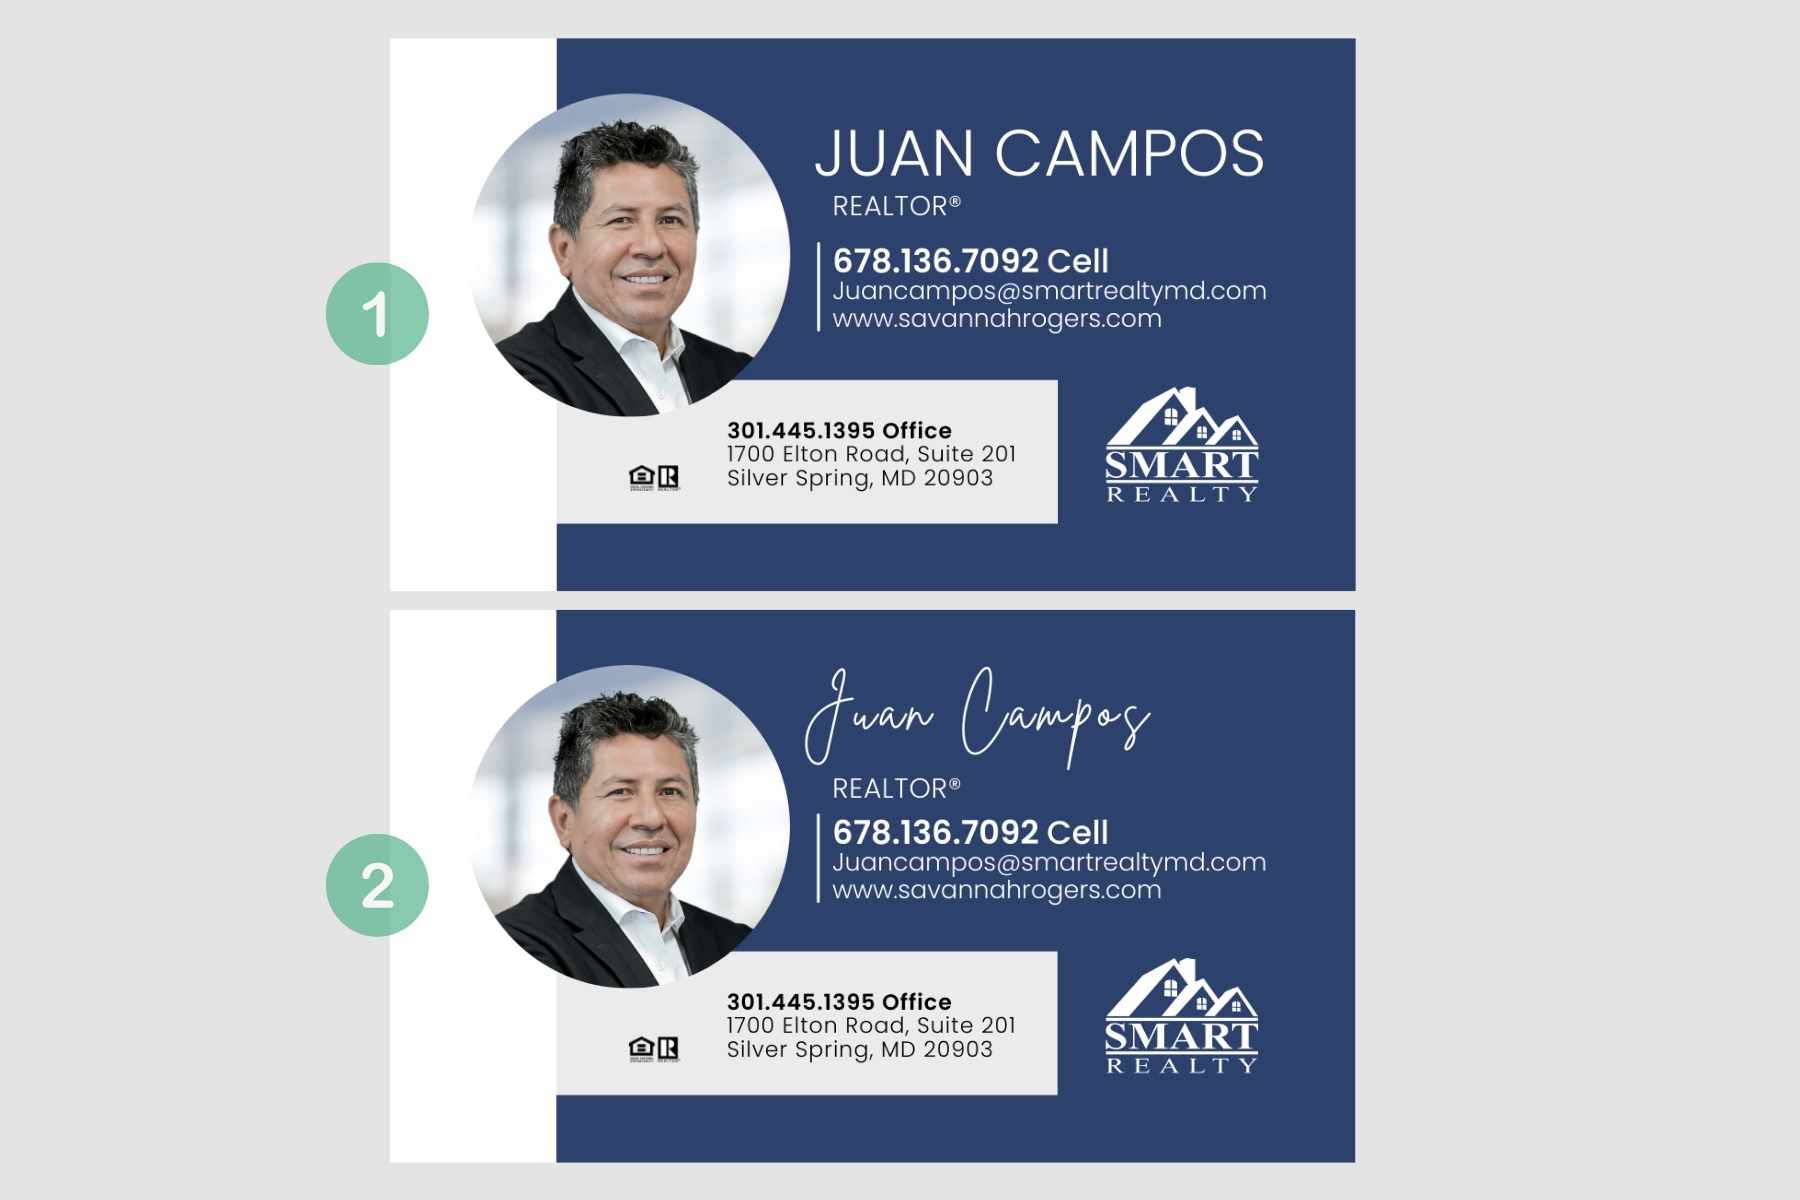 1
JUAN CAMPOS
REALTOR®
678.136.7092 Cell
Juancampos@smartrealtymd.com
www.savannahrogers.com
301.445.1395 Office
1700 Elton Road, Suite 201
Silver Spring, MD 20903
SMART
REALTY
2
Juan Campos
REALTOR®
678.136.7092 Cell
Juancampos@smartrealtymd.com
www.savannahrogers.com
301.445.1395 Office
1700 Elton Road, Suite 201
Silver Spring, MD 20903
SMART
REALTY